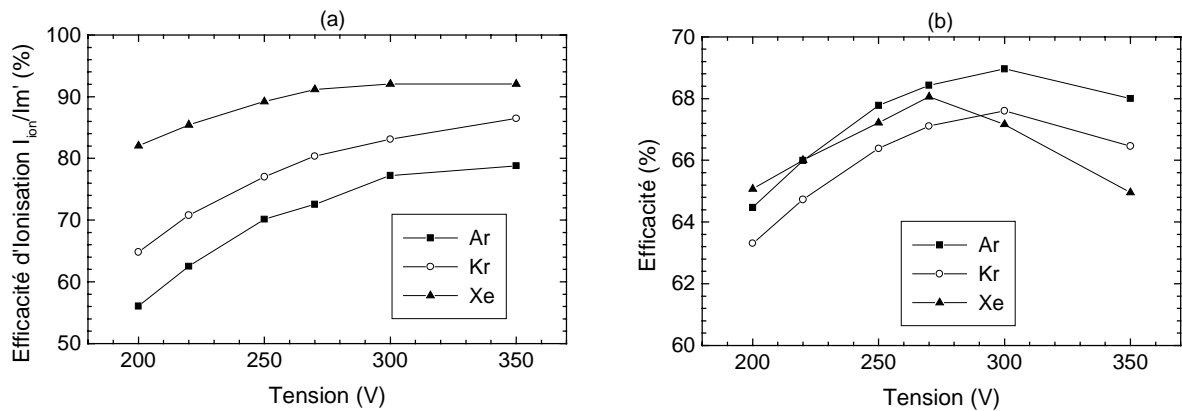 (a)
Efficacité d'Ionisation I_ion/Im' (%)
100
90
80
70
60
50
200 250 300 350
Tension (V)
Ar
Kr
Xe
(b)
Efficacité (%)
70
68
66
64
62
60
200 250 300 350
Tension (V)
Ar
Kr
Xe